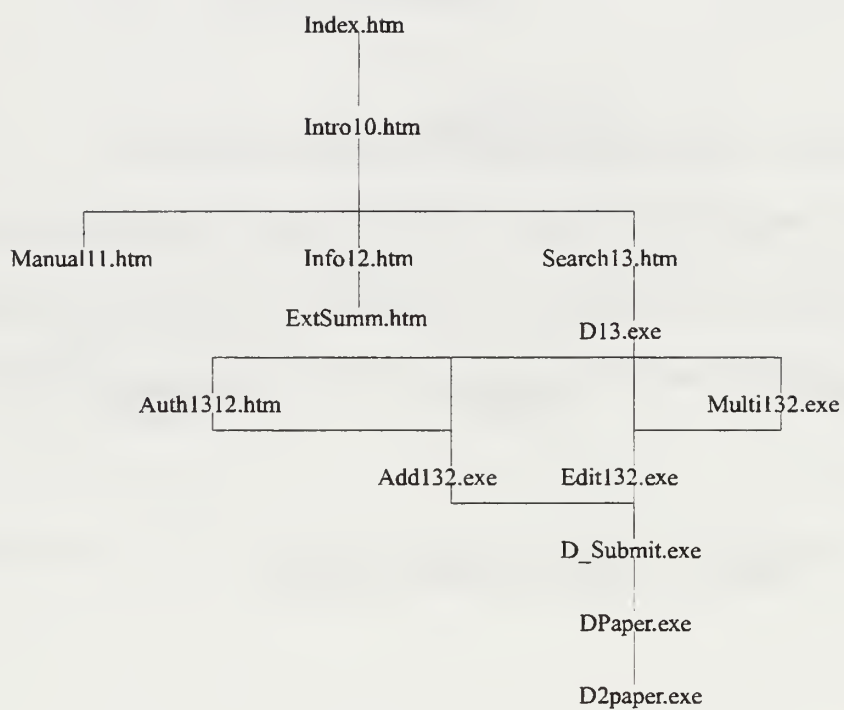 Index.htm
Intro10.htm
Manual11.htm Info12.htm Search13.htm
ExtSumm.htm
D13.exe
Auth1312.htm Multi132.exe
Add132.exe Edit132.exe
D_Submit.exe
DPaper.exe
D2paper.exe